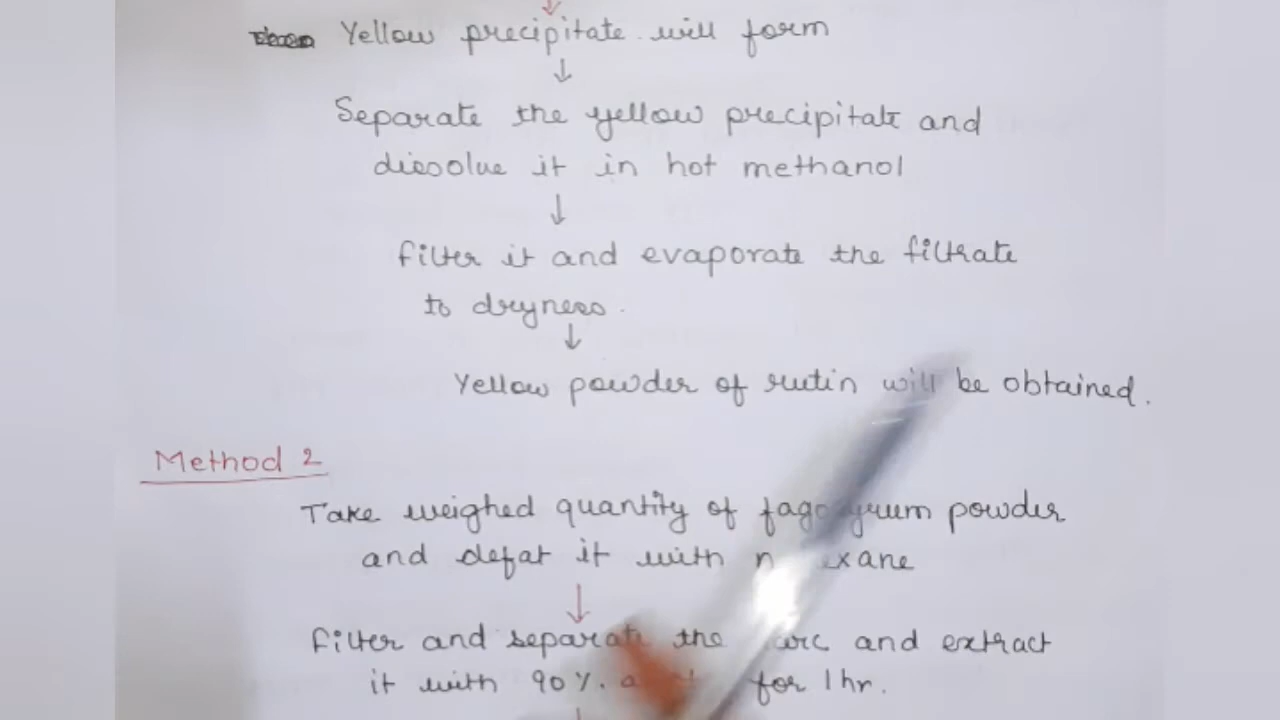 Yellow precipitate will form
↓
Separate the yellow precipitate and
dissolve it in hot methanol
↓
filter it and evaporate the filtrate
to dryness.
↓
Yellow powder of rutin will be obtained.
Method 2
Take weighed quantity of powder
and defat it with
↓
filter and separate the and extract
it with 90% for 1hr.